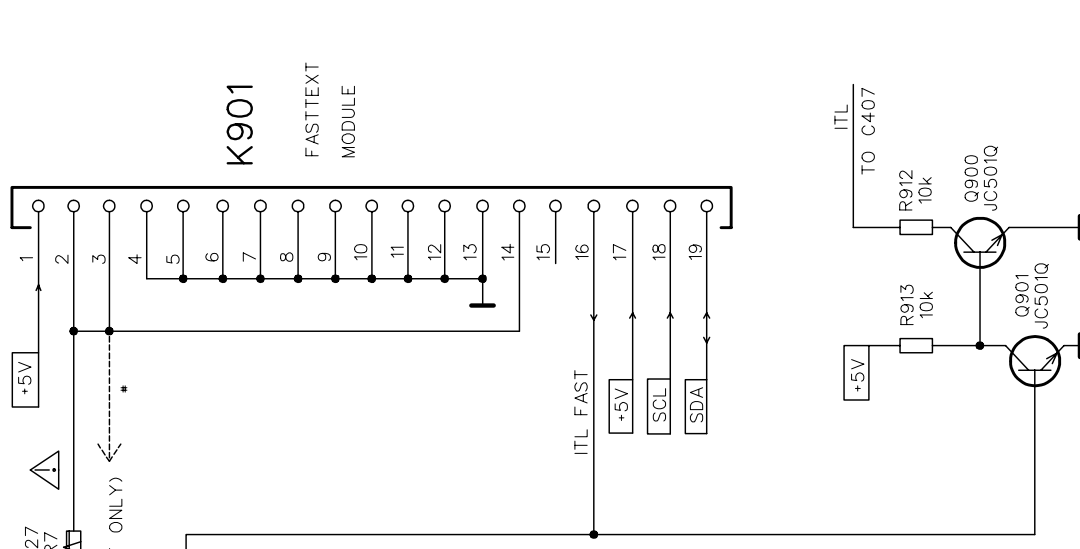 K901
FASTTEXT
MODULE
1
2
3
4
5
6
7
8
9
10
11
12
13
14
15
16
17
18
19
+5V
#
ONLY)
27
R7
ITL FAST
+5V
SCL
SDA
ITL
TO C407
R912
10k
Q900
JC501Q
R913
10k
Q901
JC501Q
+5V